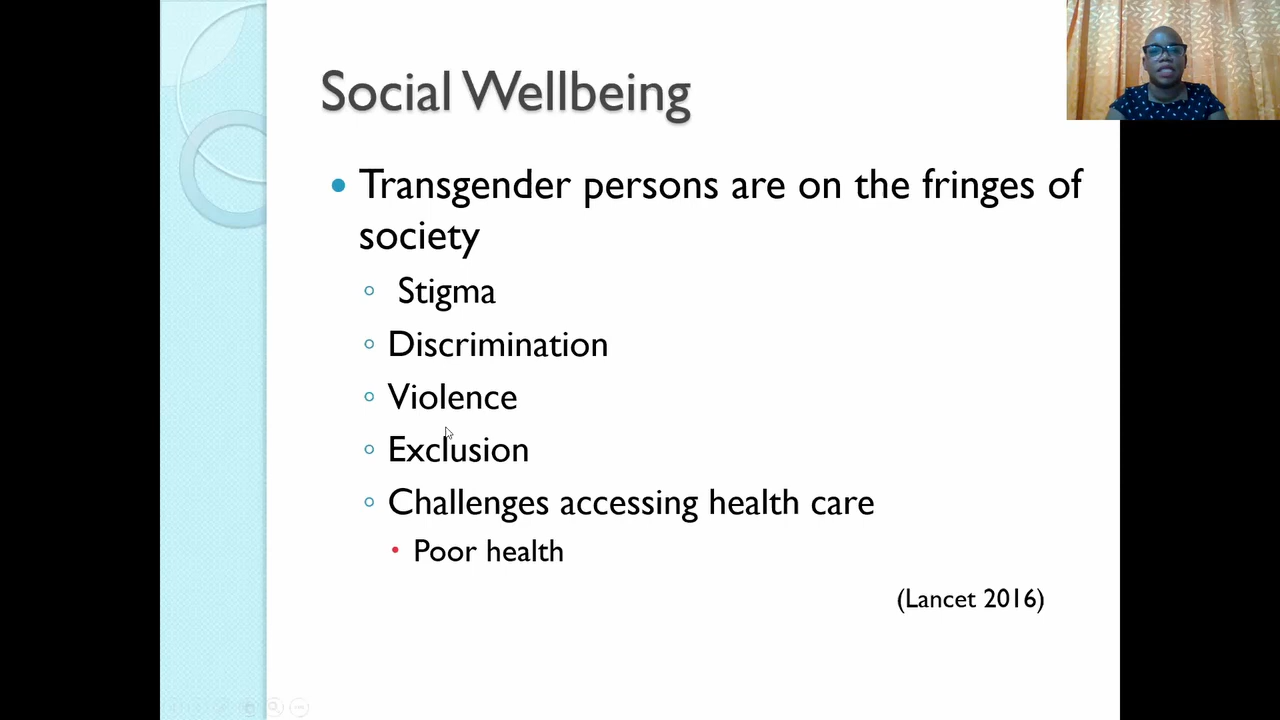 Social Wellbeing
• Transgender persons are on the fringes of
society
◦ Stigma
◦ Discrimination
◦ Violence
◦ Exclusion
◦ Challenges accessing health care
• Poor health
(Lancet 2016)